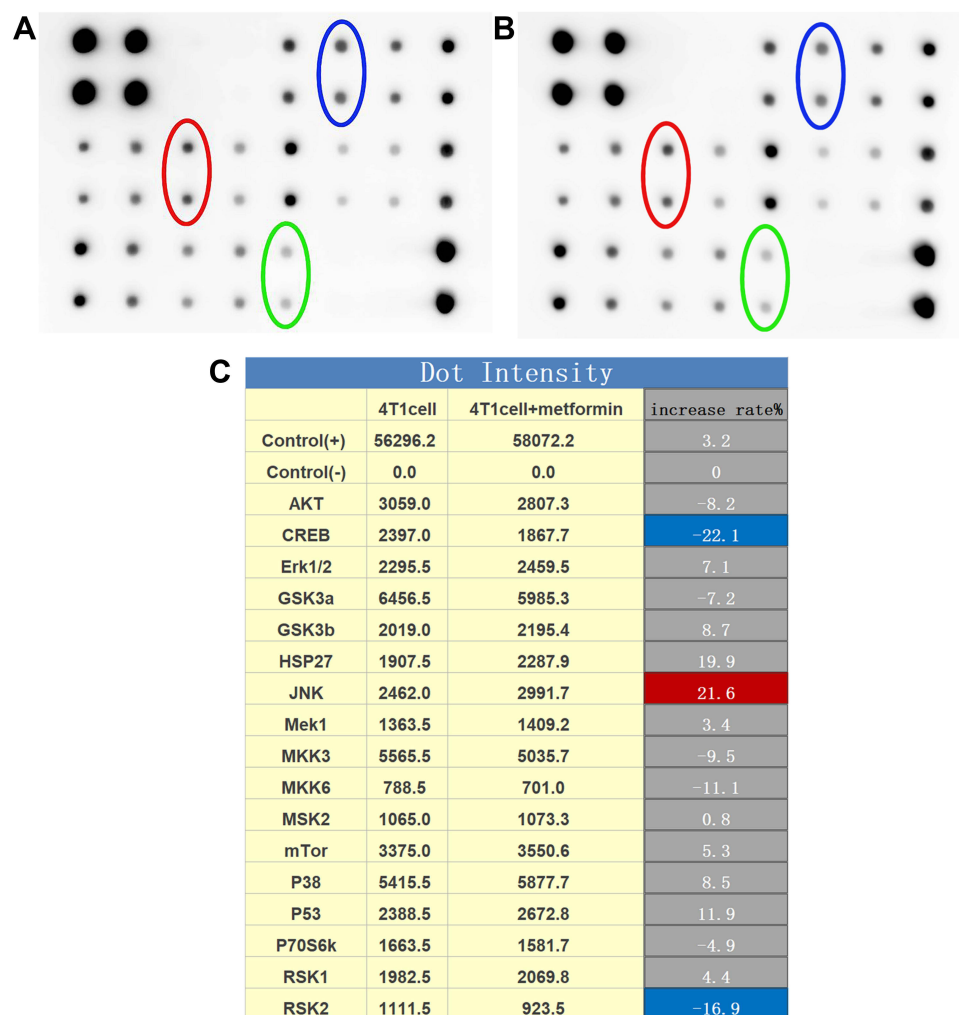 A
B
C
Dot Intensity
4T1cell 4T1cell+metformin increase rate%
Control(+) 56296.2 58072.2 3.2
Control(-) 0.0 0.0 0
AKT 3059.0 2807.3 -8.2
CREB 2397.0 1867.7 -22.1
Erk1/2 2295.5 2459.5 7.1
GSK3a 6456.5 5985.3 -7.2
GSK3b 2019.0 2195.4 8.7
HSP27 1907.5 2287.9 19.9
JNK 2462.0 2991.7 21.6
Mek1 1363.5 1409.2 3.4
MKK3 5565.5 5035.7 -9.5
MKK6 788.5 701.0 -11.1
MSK2 1065.0 1073.3 0.8
mTor 3375.0 3550.6 5.3
P38 5415.5 5877.7 8.5
P53 2388.5 2672.8 11.9
P70S6k 1663.5 1581.7 -4.9
RSK1 1982.5 2069.8 4.4
RSK2 1111.5 923.5 -16.9